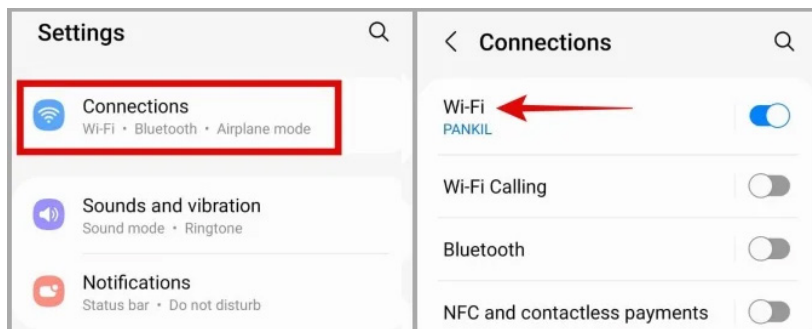 Settings
Connections
Wi-Fi • Bluetooth • Airplane mode
Sounds and vibration
Sound mode • Ringtone
Notifications
Status bar • Do not disturb
Connections
Wi-Fi
PANKIL
Wi-Fi Calling
Bluetooth
NFC and contactless payments